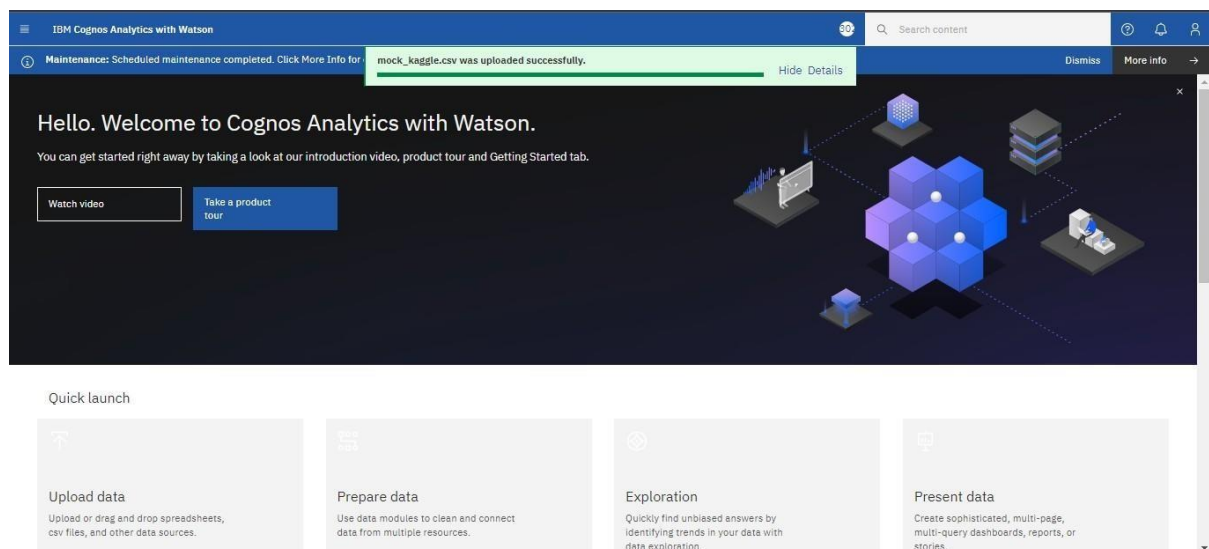 IBM Cognos Analytics with Watson
Search content
Maintenance: Scheduled maintenance completed. Click More Info for
mock_kaggle.csv was uploaded successfully.
Hide Details
Dismiss
More info
Hello. Welcome to Cognos Analytics with Watson.
You can get started right away by taking a look at our introduction video, product tour and Getting Started tab.
Watch video
Take a product
tour
Quick launch
Upload data
Upload or drag and drop spreadsheets,
csv files, and other data sources.
Prepare data
Use data modules to clean and connect
data from multiple resources.
Exploration
Quickly find unbiased answers by
identifying trends in your data with
data exploration.
Present data
Create sophisticated, multi-page,
multi-query dashboards, reports, or
stories.